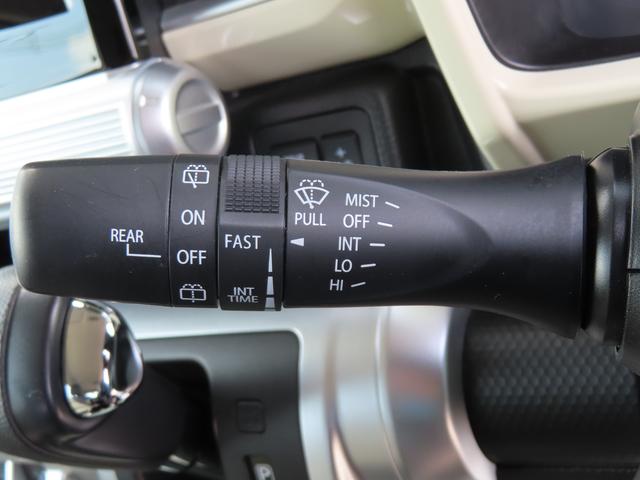 REAR
ON
OFF
FAST
INT
TIME
PULL
MIST
OFF
INT
LO
HI
P